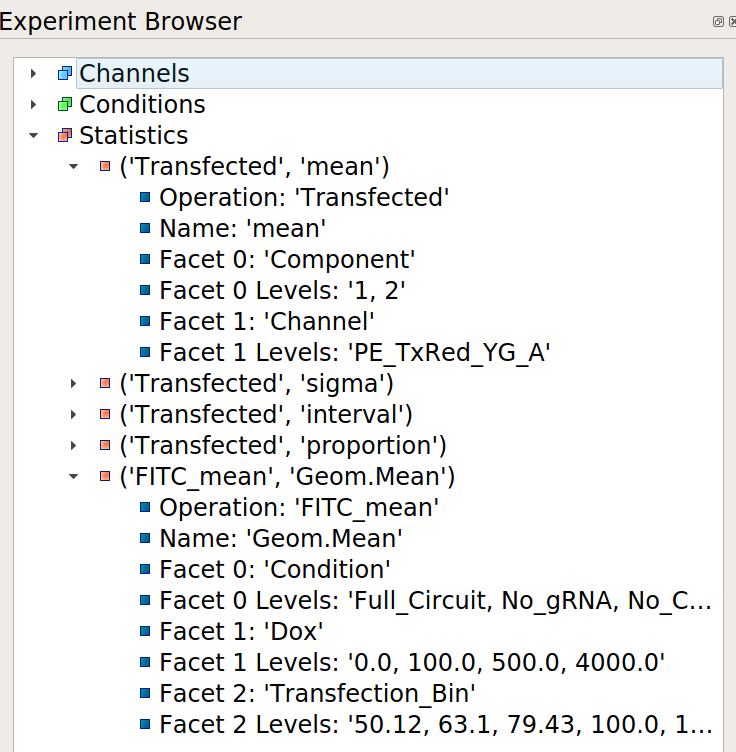 Experiment Browser
Channels
Conditions
Statistics
('Transfected', 'mean')
Operation: 'Transfected'
Name: 'mean'
Facet 0: 'Component'
Facet 0 Levels: '1, 2'
Facet 1: 'Channel'
Facet 1 Levels: 'PE_TxRed_YG_A'
('Transfected', 'sigma')
('Transfected', 'interval')
('Transfected', 'proportion')
('FITC_mean', 'Geom.Mean')
Operation: 'FITC_mean'
Name: 'Geom.Mean'
Facet 0: 'Condition'
Facet 0 Levels: 'Full_Circuit, No_gRNA, No_C...
Facet 1: 'Dox'
Facet 1 Levels: '0.0, 100.0, 500.0, 4000.0'
Facet 2: 'Transfection_Bin'
Facet 2 Levels: '50.12, 63.1, 79.43, 100.0, 1...